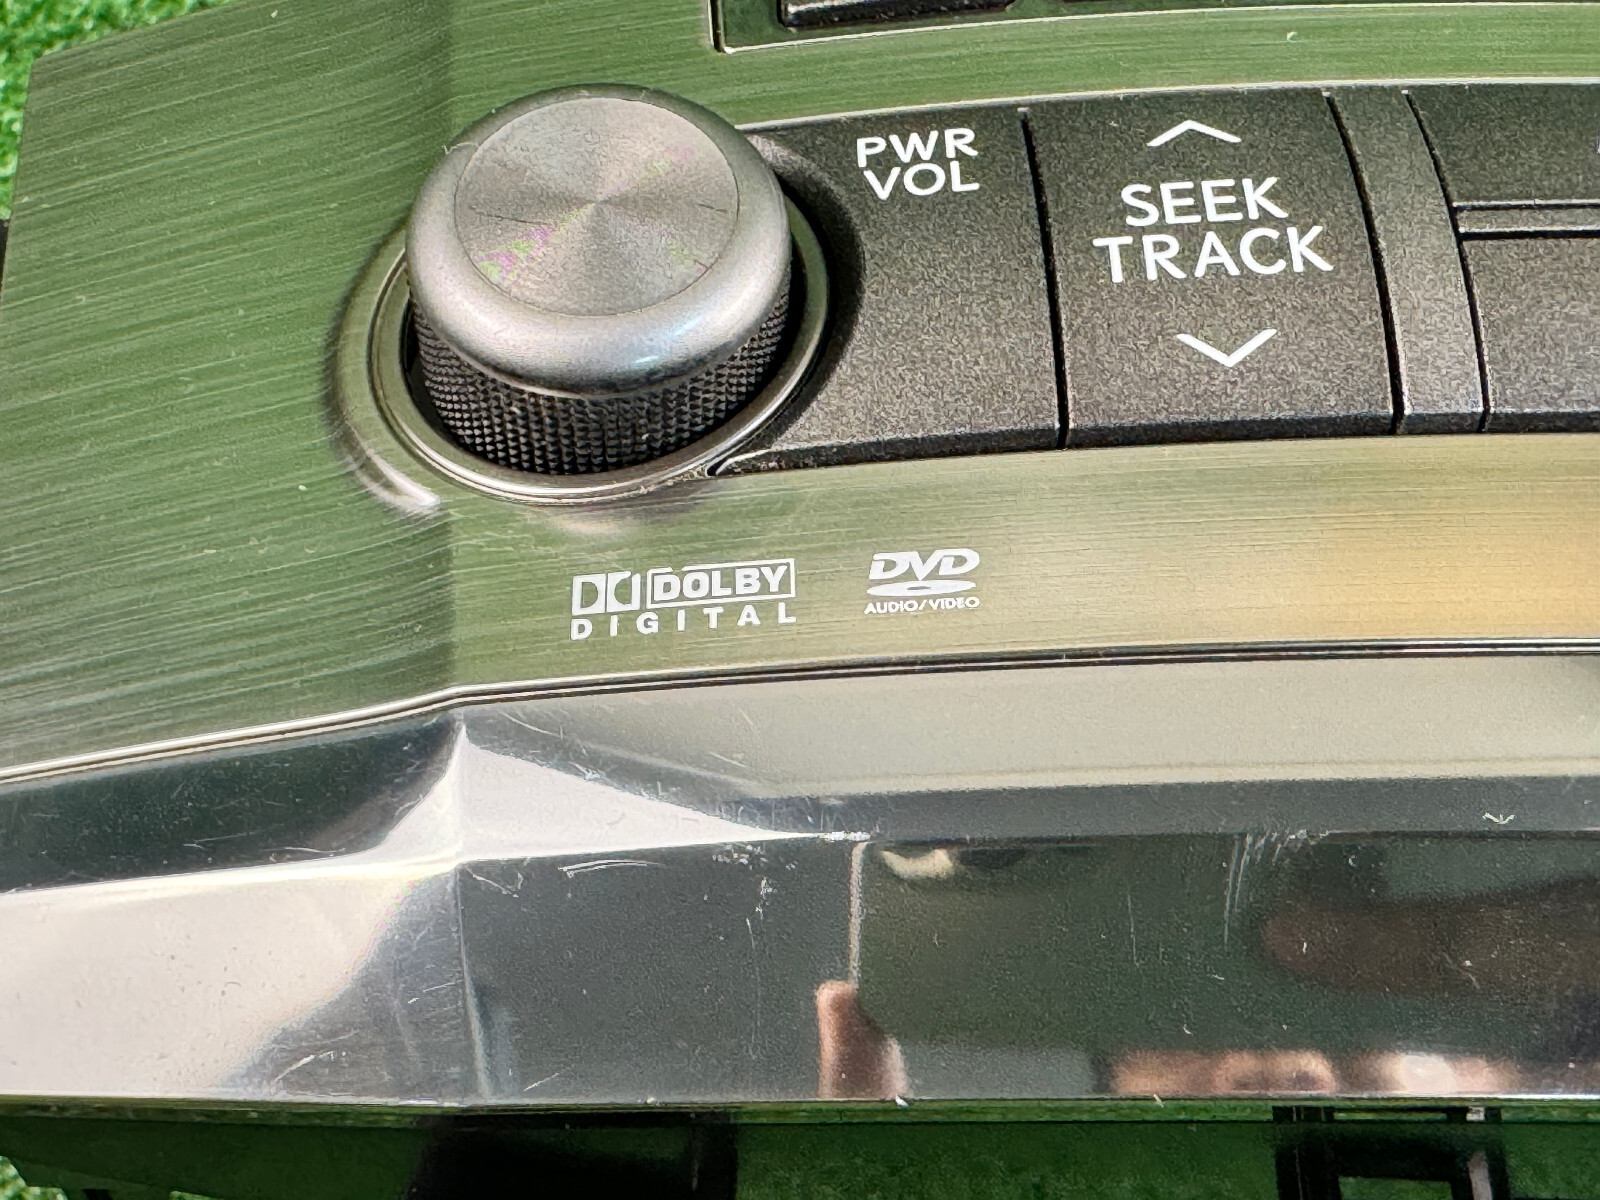 PWR
VOL
SEEK
TRACK
DOLBY
DIGITAL
DVD
AUDIO/VIDEO